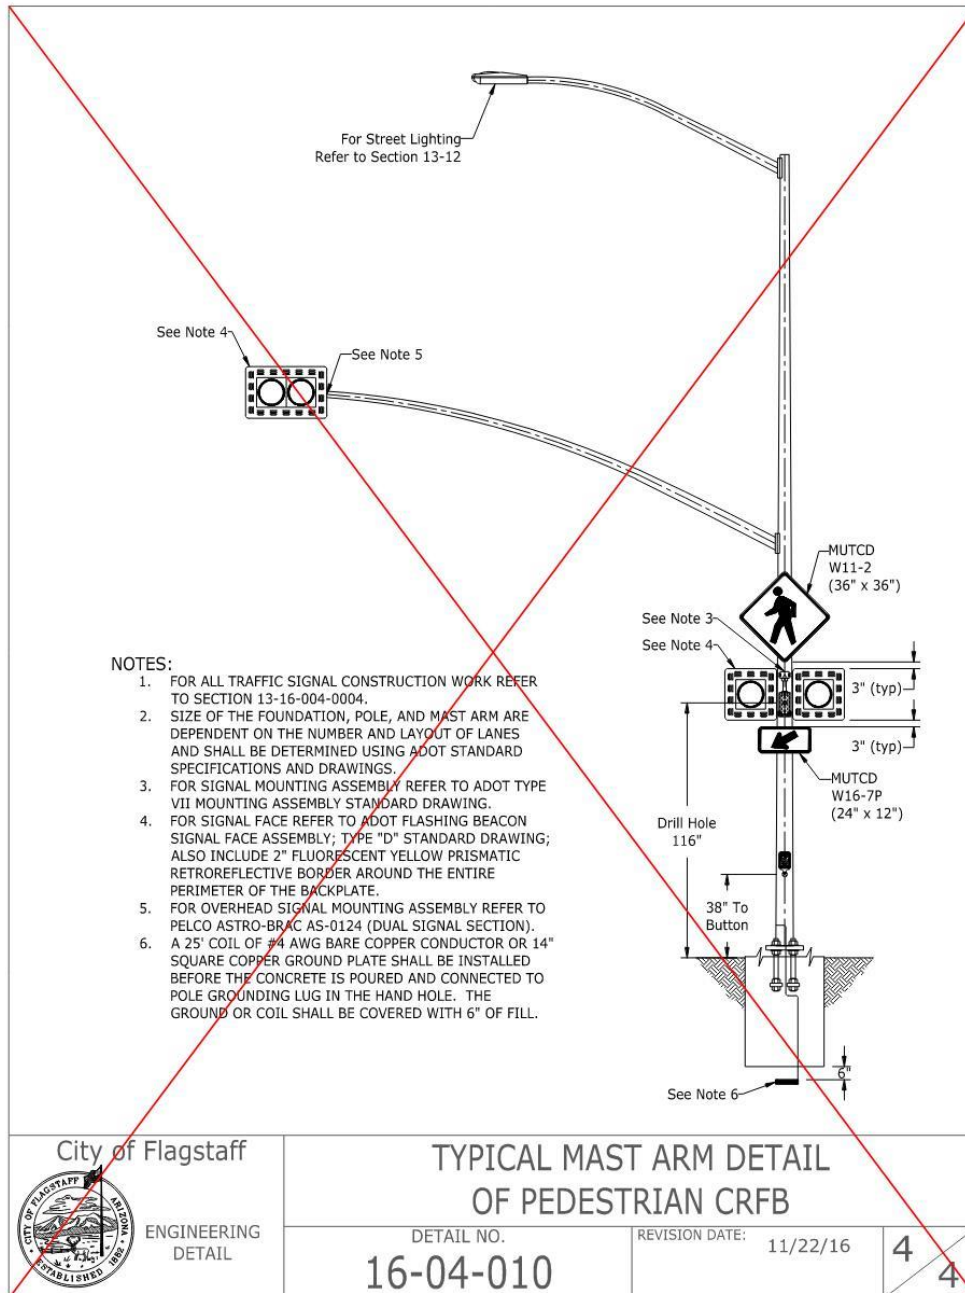 For Street Lighting
Refer to Section 13-12
See Note 4
See Note 5
MUTCD
W11-2
(36" x 36")
See Note 3
See Note 4
3" (typ)
3" (typ)
MUTCD
W16-7P
(24" x 12")
Drill Hole
116"
38" To
Button
6"
See Note 6
NOTES:
1. FOR ALL TRAFFIC SIGNAL CONSTRUCTION WORK REFER
TO SECTION 13-16-004-0004.
2. SIZE OF THE FOUNDATION, POLE, AND MAST ARM ARE
DEPENDENT ON THE NUMBER AND LAYOUT OF LANES
AND SHALL BE DETERMINED USING ADOT STANDARD
SPECIFICATIONS AND DRAWINGS.
3. FOR SIGNAL MOUNTING ASSEMBLY REFER TO ADOT TYPE
VII MOUNTING ASSEMBLY STANDARD DRAWING.
4. FOR SIGNAL FACE REFER TO ADOT FLASHING BEACON
SIGNAL FACE ASSEMBLY; TYPE "D" STANDARD DRAWING;
ALSO INCLUDE 2" FLUORESCENT YELLOW PRISMATIC
RETROREFLECTIVE BORDER AROUND THE ENTIRE
PERIMETER OF THE BACKPLATE.
5. FOR OVERHEAD SIGNAL MOUNTING ASSEMBLY REFER TO
PELCO ASTRO-BRAC AS-0124 (DUAL SIGNAL SECTION).
6. A 25' COIL OF #4 AWG BARE COPPER CONDUCTOR OR 14"
SQUARE COPPER GROUND PLATE SHALL BE INSTALLED
BEFORE THE CONCRETE IS POURED AND CONNECTED TO
POLE GROUNDING LUG IN THE HAND HOLE. THE
GROUND OR COIL SHALL BE COVERED WITH 6" OF FILL.
City of Flagstaff
CITY OF FLAGSTAFF ARIZONA
ESTABLISHED 1882
ENGINEERING
DETAIL
TYPICAL MAST ARM DETAIL
OF PEDESTRIAN CRFB
DETAIL NO.
16-04-010
REVISION DATE: 11/22/16
4
4